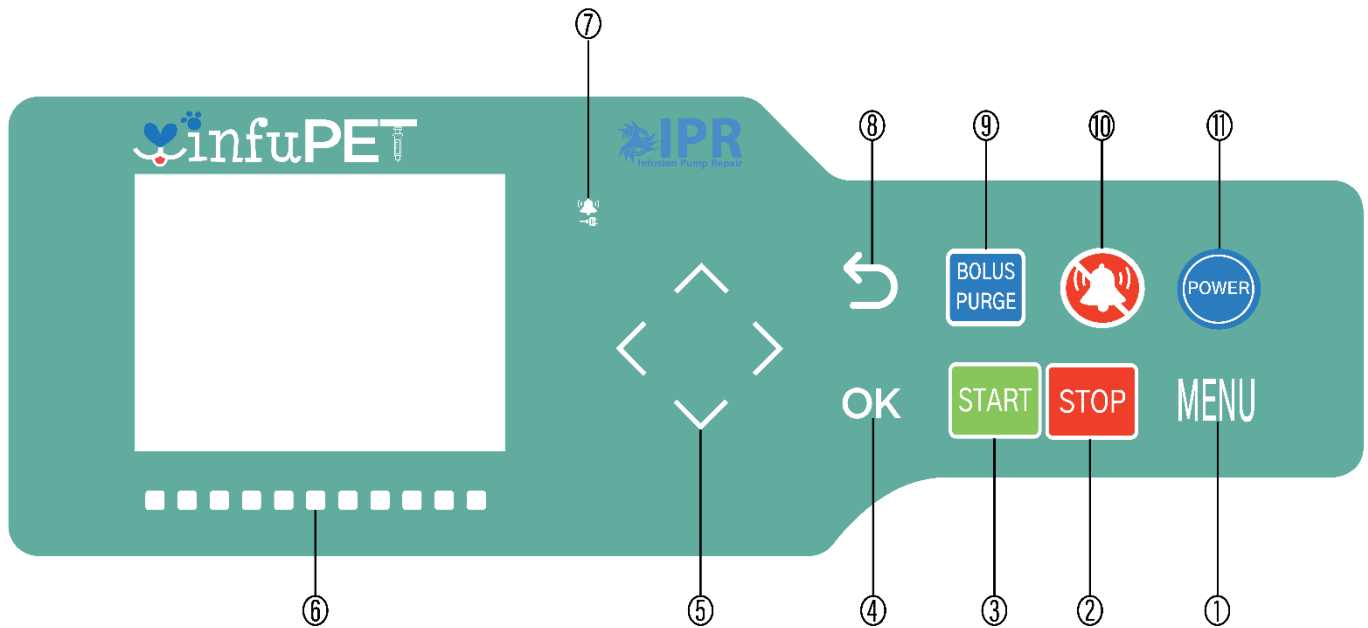 ⑦
infuPET
IPR
Infusion Pump Repair
⑧ ⑨ ⑩ ⑪
BOLUS
PURGE
POWER
OK
START
STOP
MENU
⑥ ⑤ ④ ③ ② ①